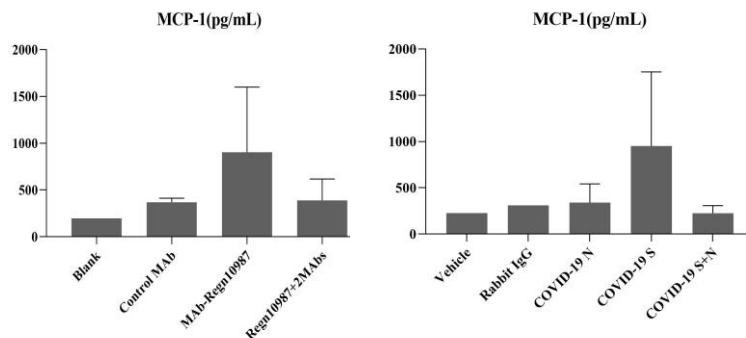 MCP-1(pg/mL)
2000
1500
1000
500
0
Blank
Control MAb
MAb-Regn10987
Regn10987+2MAbs
MCP-1(pg/mL)
2000
1500
1000
500
0
Vehicle
Rabbit IgG
COVID-19 N
COVID-19 S
COVID-19 S+N